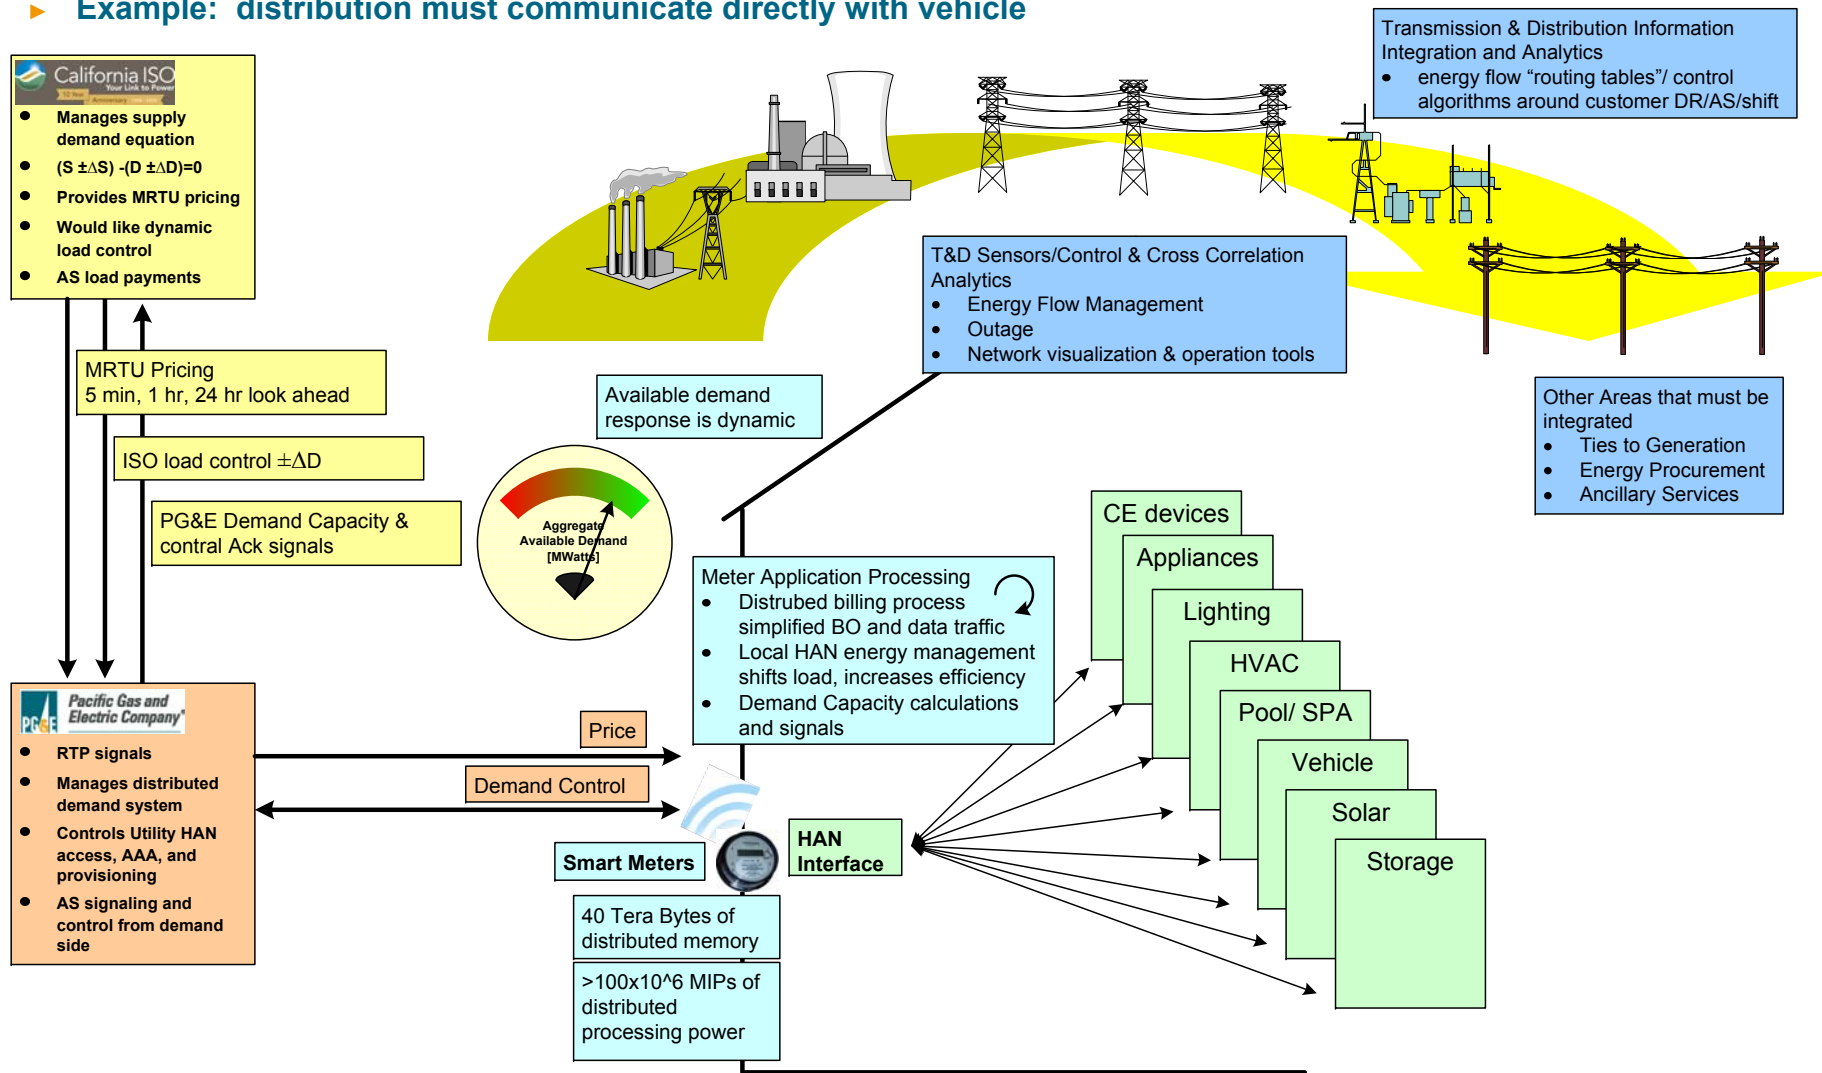 ► Example: distribution must communicate directly with vehicle
California ISO
Your Link to Power
10 Year
Anniversary
• Manages supply
demand equation
• (S ±∆S) -(D ±∆D)=0
• Provides MRTU pricing
• Would like dynamic
load control
• AS load payments
Transmission & Distribution Information
Integration and Analytics
• energy flow “routing tables”/ control
algorithms around customer DR/AS/shift
T&D Sensors/Control & Cross Correlation
Analytics
• Energy Flow Management
• Outage
• Network visualization & operation tools
MRTU Pricing
5 min, 1 hr, 24 hr look ahead
ISO load control ±∆D
PG&E Demand Capacity &
contral Ack signals
Available demand
response is dynamic
Aggregate
Available Demand
[MWatts]
Other Areas that must be
integrated
• Ties to Generation
• Energy Procurement
• Ancillary Services
Meter Application Processing
• Distrubed billing process
simplified BO and data traffic
• Local HAN energy management
shifts load, increases efficiency
• Demand Capacity calculations
and signals
CE devices
Appliances
Lighting
HVAC
Pool/ SPA
Vehicle
Solar
Storage
PG&E
Pacific Gas and
Electric Company
• RTP signals
• Manages distributed
demand system
• Controls Utility HAN
access, AAA, and
provisioning
• AS signaling and
control from demand
side
Price
Demand Control
Smart Meters
HAN
Interface
40 Tera Bytes of
distributed memory
>100x10^6 MIPs of
distributed
processing power